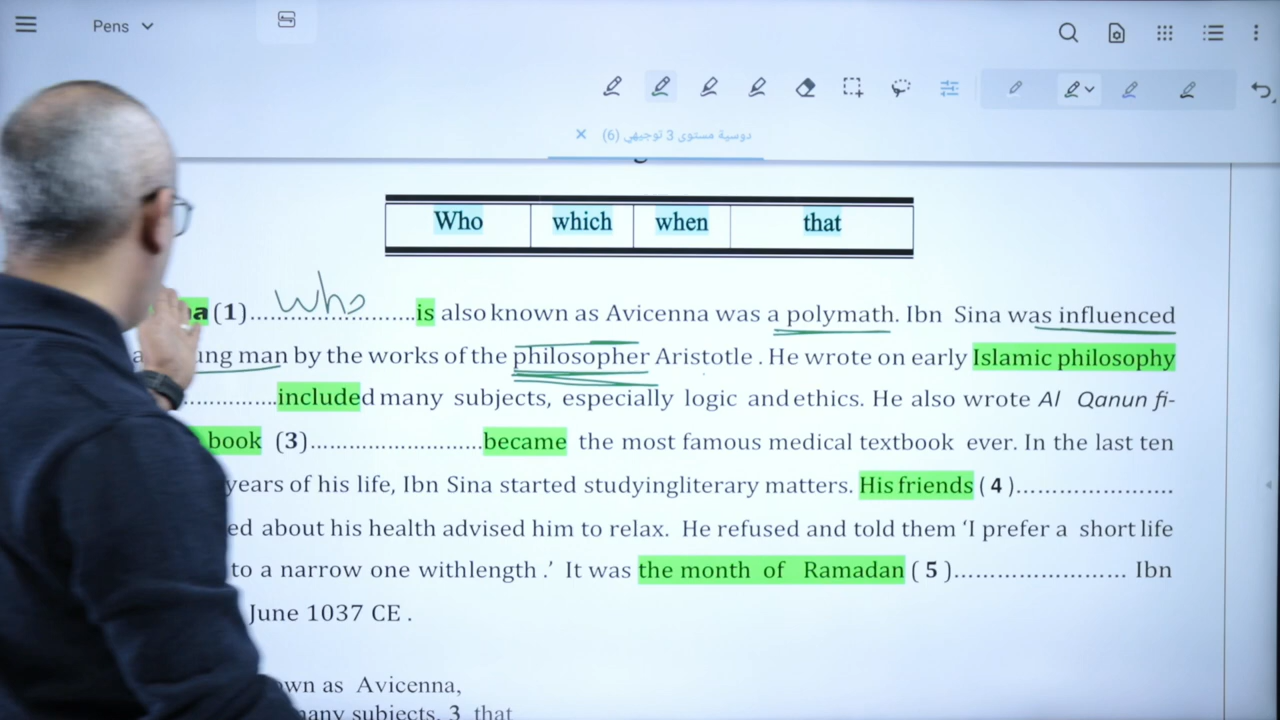 Pens
دوسية مستوى 3 توجيهي (6)
Who which when that
a (1)....who....is also known as Avicenna was a polymath. Ibn Sina was influenced
ung man by the works of the philosopher Aristotle . He wrote on early Islamic philosophy
..............included many subjects, especially logic and ethics. He also wrote Al Qanun fi-
book (3)..........................became the most famous medical textbook ever. In the last ten
years of his life, Ibn Sina started studyingliterary matters. His friends ( 4 )........................
ed about his health advised him to relax. He refused and told them ‘I prefer a short life
to a narrow one withlength .’ It was the month of Ramadan ( 5 )........................ Ibn
June 1037 CE .
own as Avicenna,
many subjects, 3 that